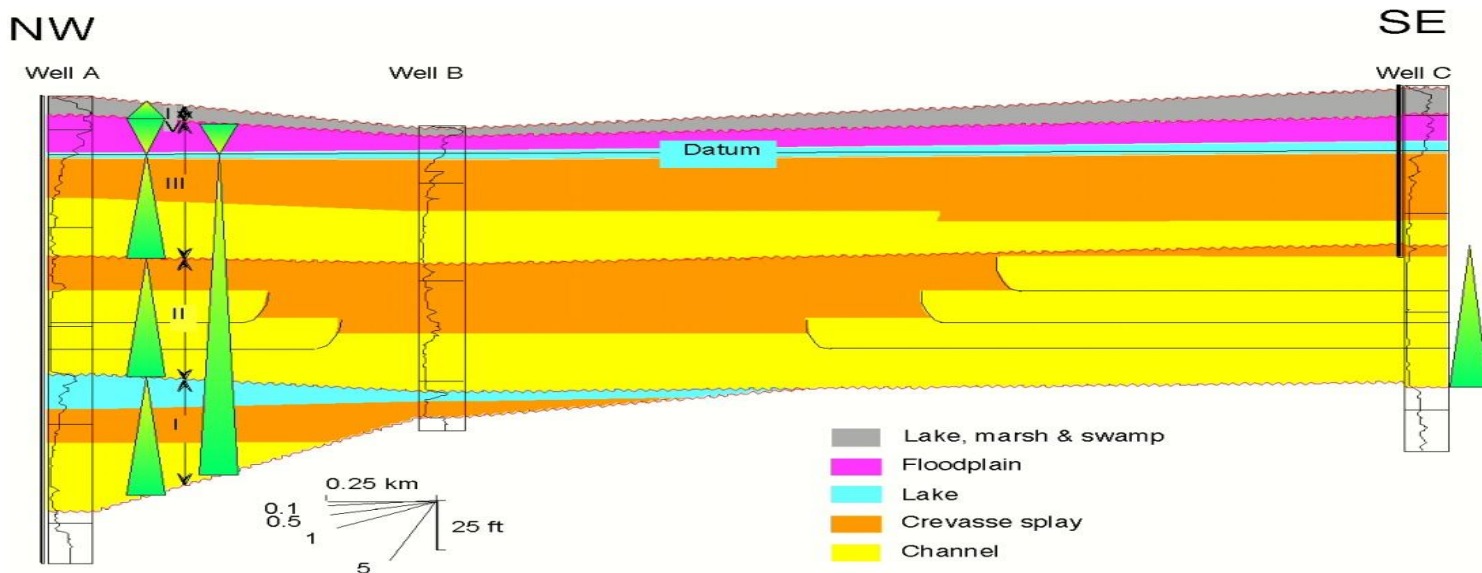 NW
SE
Well A
Well B
Well C
I
V
Datum
III
II
I
0.25 km
0.1
0.5
1
5
25 ft
Lake, marsh & swamp
Floodplain
Lake
Crevasse splay
Channel